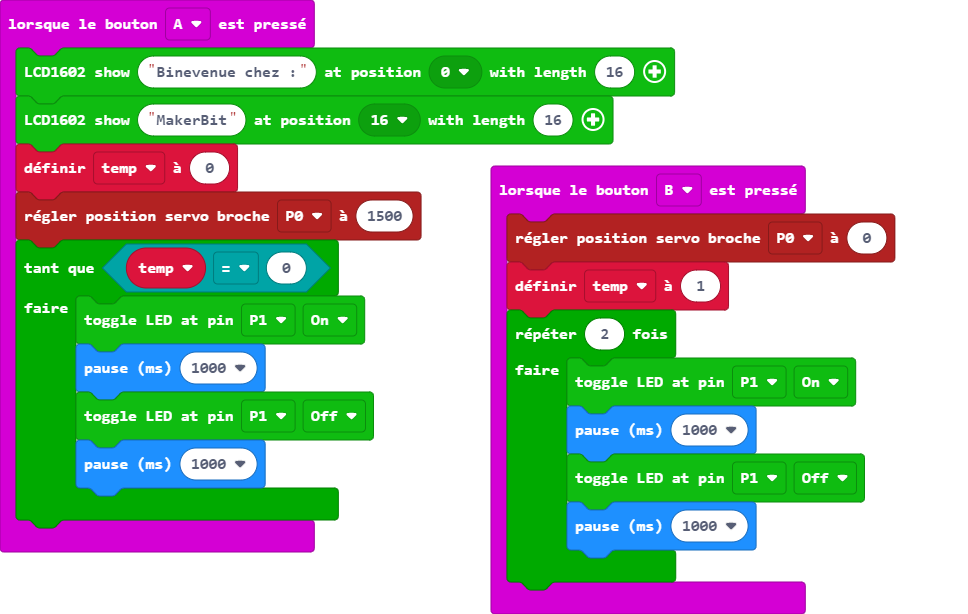 lorsque le bouton A est pressé
LCD1602 show "Binevenue chez :" at position 0 with length 16
LCD1602 show "MakerBit" at position 16 with length 16
définir temp à 0
régler position servo broche P0 à 1500
tant que temp = 0
faire
toggle LED at pin P1 On
pause (ms) 1000
toggle LED at pin P1 Off
pause (ms) 1000
lorsque le bouton B est pressé
régler position servo broche P0 à 0
définir temp à 1
répéter 2 fois
faire
toggle LED at pin P1 On
pause (ms) 1000
toggle LED at pin P1 Off
pause (ms) 1000